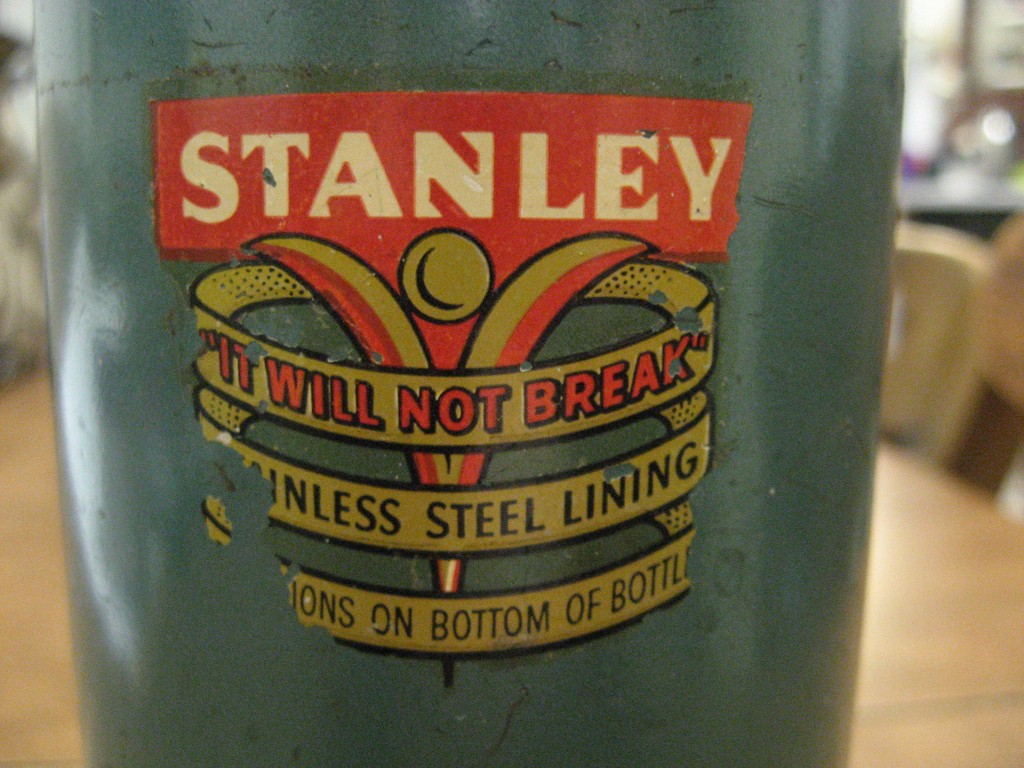 STANLEY
"IT WILL NOT BREAK"
INLESS STEEL LINING
IONS ON BOTTOM OF BOTTL